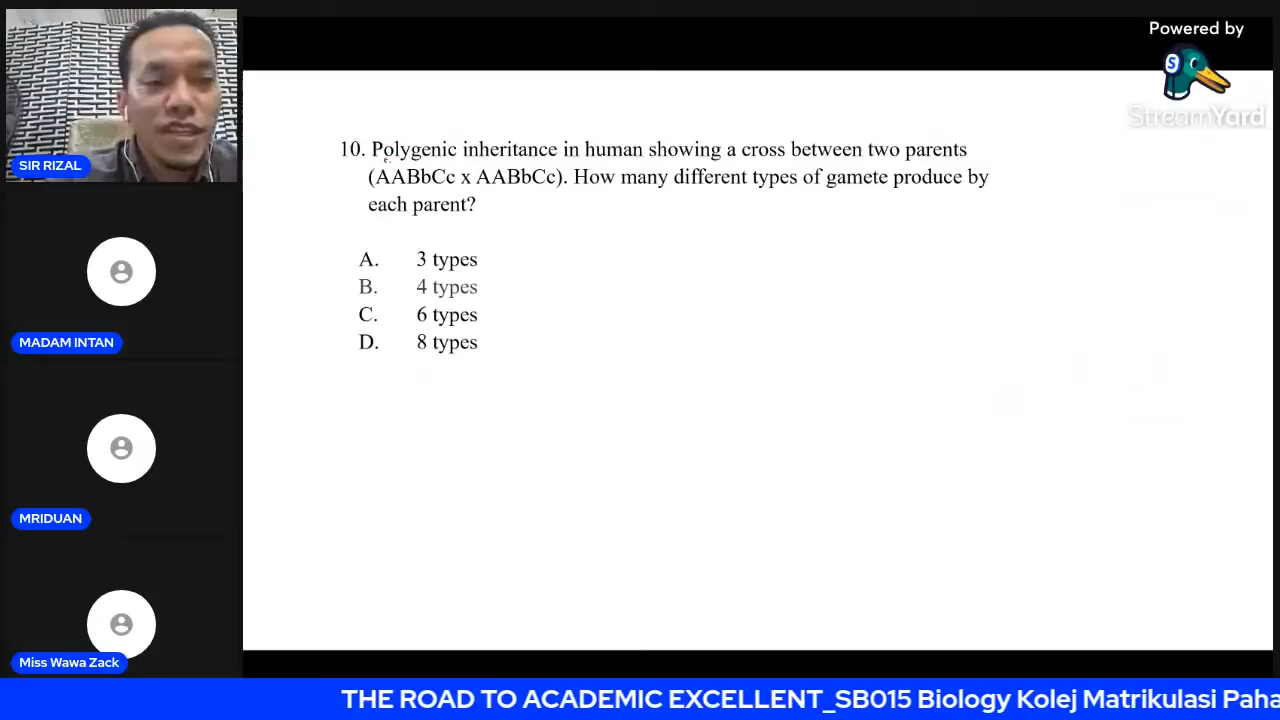 Powered by
StreamYard
SIR RIZAL
MADAM INTAN
MRIDUAN
Miss Wawa Zack
10. Polygenic inheritance in human showing a cross between two parents
(AABbCc x AABbCc). How many different types of gamete produce by
each parent?
A. 3 types
B. 4 types
C. 6 types
D. 8 types
THE ROAD TO ACADEMIC EXCELLENT_SB015 Biology Kolej Matrikulasi Paha